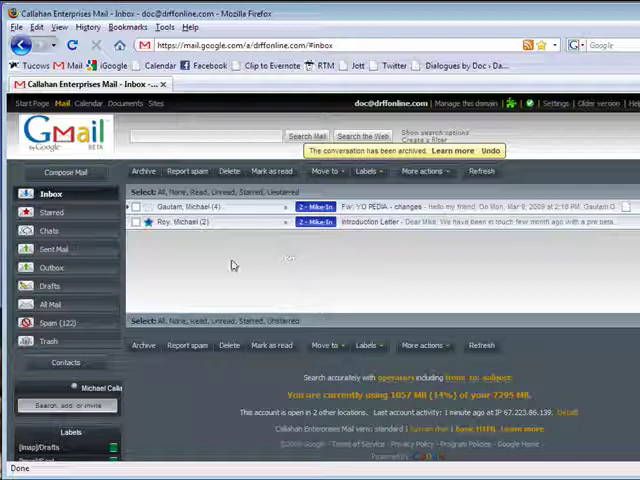 Callahan Enterprises Mail - Inbox - doc@drffonline.com - Mozilla Firefox
File Edit View History Bookmarks Tools Help
https://mail.google.com/a/drffonline.com/#inbox
Google
Tucows Mail iGoogle Calendar Facebook Clip to Evernote RTM Jott Twitter Dialogues by Doc › Da...
Callahan Enterprises Mail - Inbox - ...
Start Page Mail Calendar Documents Sites doc@drffonline.com | Manage this domain | Settings | Older version | Help
Gmail
by Google BETA
Search Mail Search the Web Show search options
Create a filter
The conversation has been archived. Learn more Undo
Compose Mail
Archive Report spam Delete Mark as read Move to Labels More actions Refresh
Select: All, None, Read, Unread, Starred, Unstarred
Inbox
Gautam, Michael (4) » 2 - Mike-In Fw: YO PEDIA - changes - hello my friend, On Mon, Mar 9, 2009 at 2:16 PM, Gautam
Starred
Roy, Michael (2) » 2 - Mike-In Introduction Letter - Dear Mike, We have been in touch few month ago with a pre
Chats
Sent Mail
Outbox
Drafts
All Mail
Spam (122)
Select: All, None, Read, Unread, Starred, Unstarred
Trash
Archive Report spam Delete Mark as read Move to Labels More actions Refresh
Contacts
Search accurately with operators including from: to: subject:
Michael Calla
You are currently using 1057 MB (14%) of your 7295 MB.
Search, add, or invite
This account is open in 2 other locations. Last account activity: 1 minute ago at IP 67.223.86.139. Details
Callahan Enterprises Mail view: standard | basic HTML Learn more
Labels
©2009 Google - Terms of Service - Privacy Policy - Program Policies - Google Home
[Imap]/Drafts
Powered by Google
Done